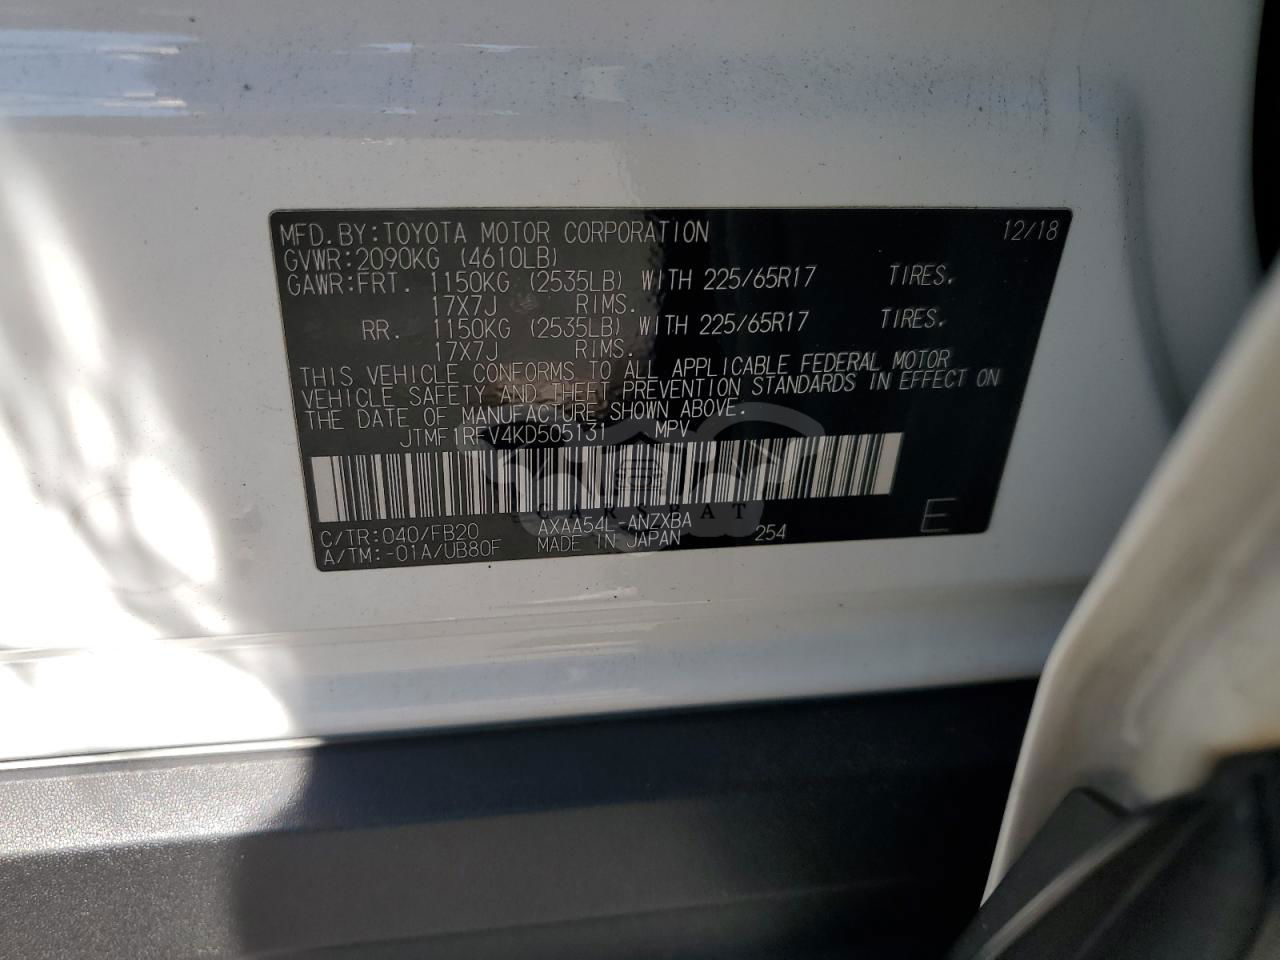 MFD.BY:TOYOTA MOTOR CORPORATION 12/18
GVWR:2090KG (4610LB)
GAWR:FRT. 1150KG (2535LB) WITH 225/65R17 TIRES.
17X7J RIMS.
RR. 1150KG (2535LB) WITH 225/65R17 TIRES.
17X7J RIMS.
THIS VEHICLE CONFORMS TO ALL APPLICABLE FEDERAL MOTOR
VEHICLE SAFETY AND THEFT PREVENTION STANDARDS IN EFFECT ON
THE DATE OF MANUFACTURE SHOWN ABOVE.
JTMF1RFV4KD505131 MPV
CARSBAT
C/TR:040/FB20 AXAA54L-ANZXBA 254 E
A/TM:-01A/UB80F MADE IN JAPAN